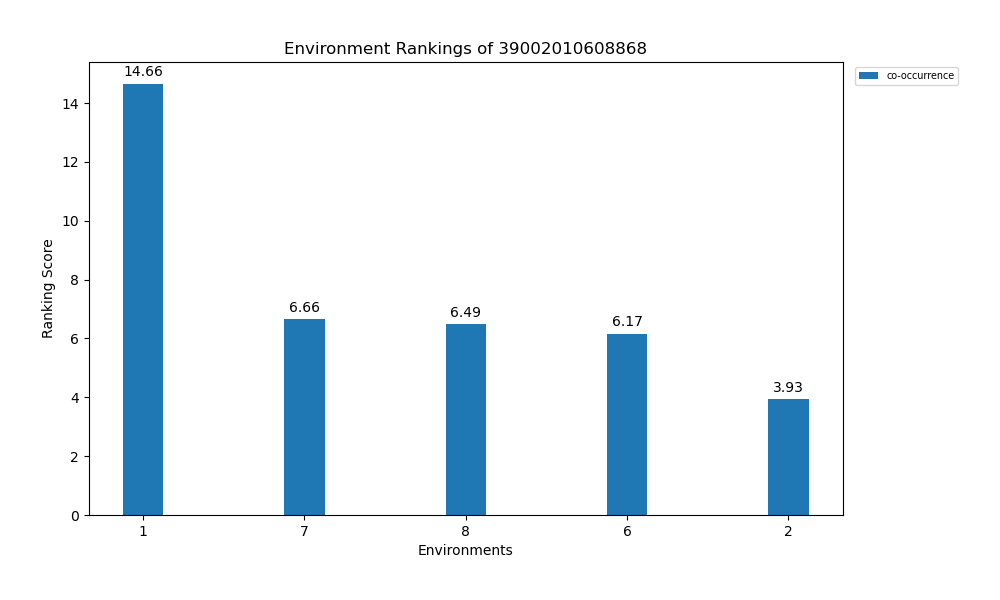 Environment Rankings of 39002010608868
co-occurrence
14.66
6.66
6.49
6.17
3.93
Ranking Score
14
12
10
8
6
4
2
0
1 7 8 6 2
Environments